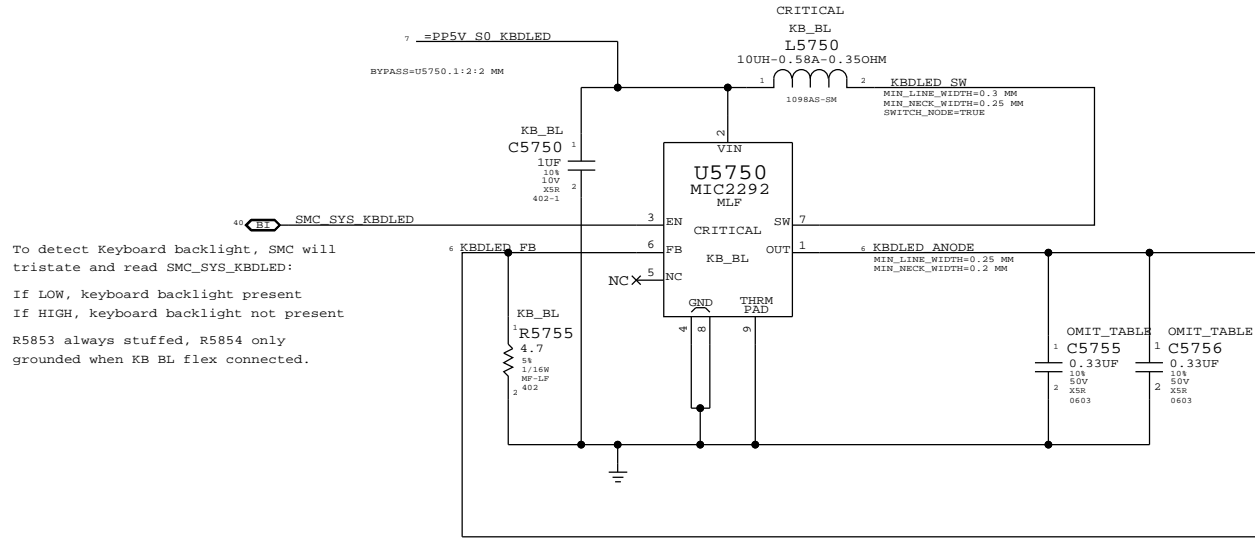 CRITICAL
KB_BL
L5750
10UH-0.58A-0.35OHM
7 =PP5V_S0_KBDLED
BYPASS=U5750.1:2:2 MM
1 2
1098AS-SM
KBDLED_SW
MIN_LINE_WIDTH=0.3 MM
MIN_NECK_WIDTH=0.25 MM
SWITCH_NODE=TRUE
KB_BL
C5750
1UF
10%
10V
X5R
402-1
1
2
2
VIN
U5750
MIC2292
MLF
CRITICAL
KB_BL
40 BI SMC_SYS_KBDLED
3 EN
SW 7
6 KBDLED_FB
6 FB
OUT 1
6 KBDLED_ANODE
MIN_LINE_WIDTH=0.25 MM
MIN_NECK_WIDTH=0.2 MM
NC 5 NC
GND
THRM
PAD
4 8 9
To detect Keyboard backlight, SMC will
tristate and read SMC_SYS_KBDLED:
If LOW, keyboard backlight present
If HIGH, keyboard backlight not present
R5853 always stuffed, R5854 only
grounded when KB BL flex connected.
KB_BL
1
R5755
4.7
5%
1/16W
MF-LF
402
2
OMIT_TABLE
1 C5755
0.33UF
10%
50V
X5R
0603
2
OMIT_TABLE
1 C5756
0.33UF
10%
50V
X5R
0603
2